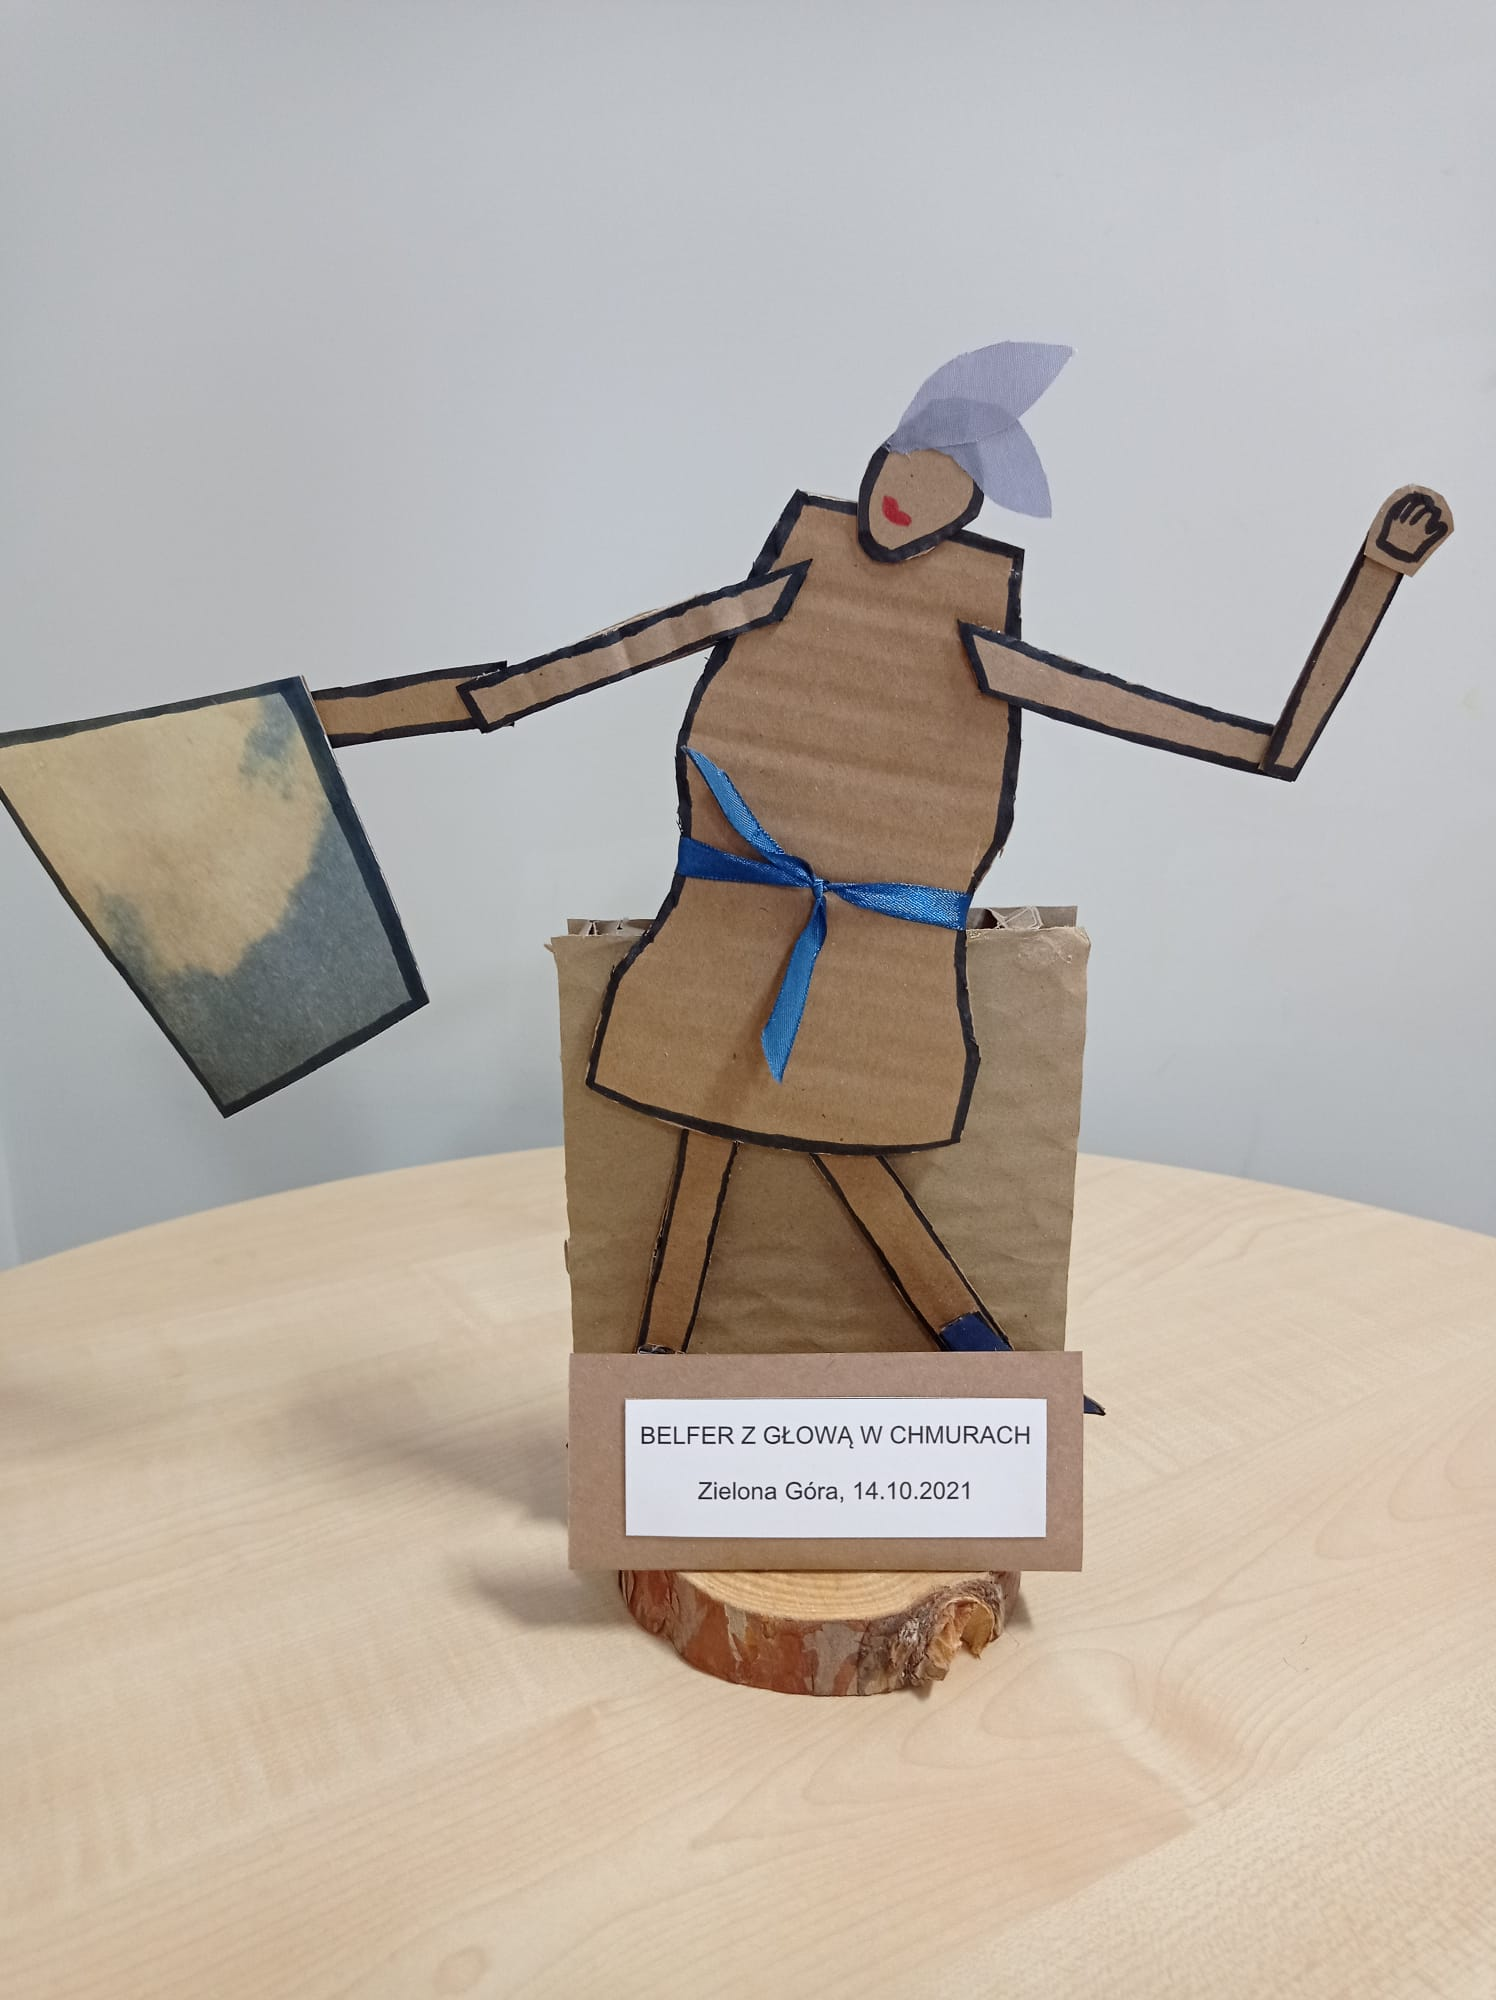 BELFER Z GŁOWĄ W CHMURACH
Zielona Góra, 14.10.2021